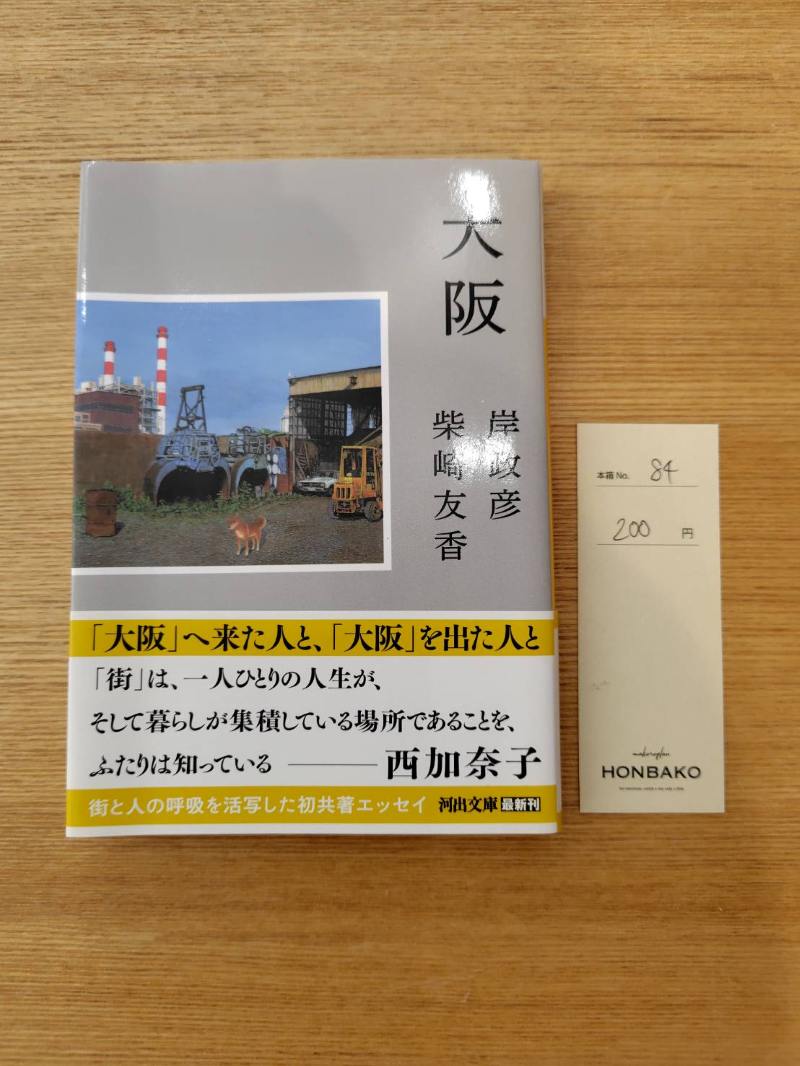 大阪
岸政彦
柴崎友香
「大阪」へ来た人と、「大阪」を出た人と
「街」は、一人ひとりの人生が、
そして暮らしが集積している場所であることを、
ふたりは知っている ――― 西加奈子
街と人の呼吸を活写した初共著エッセイ 河出文庫 最新刊
本箱No. 84
200 円
HONBAKO